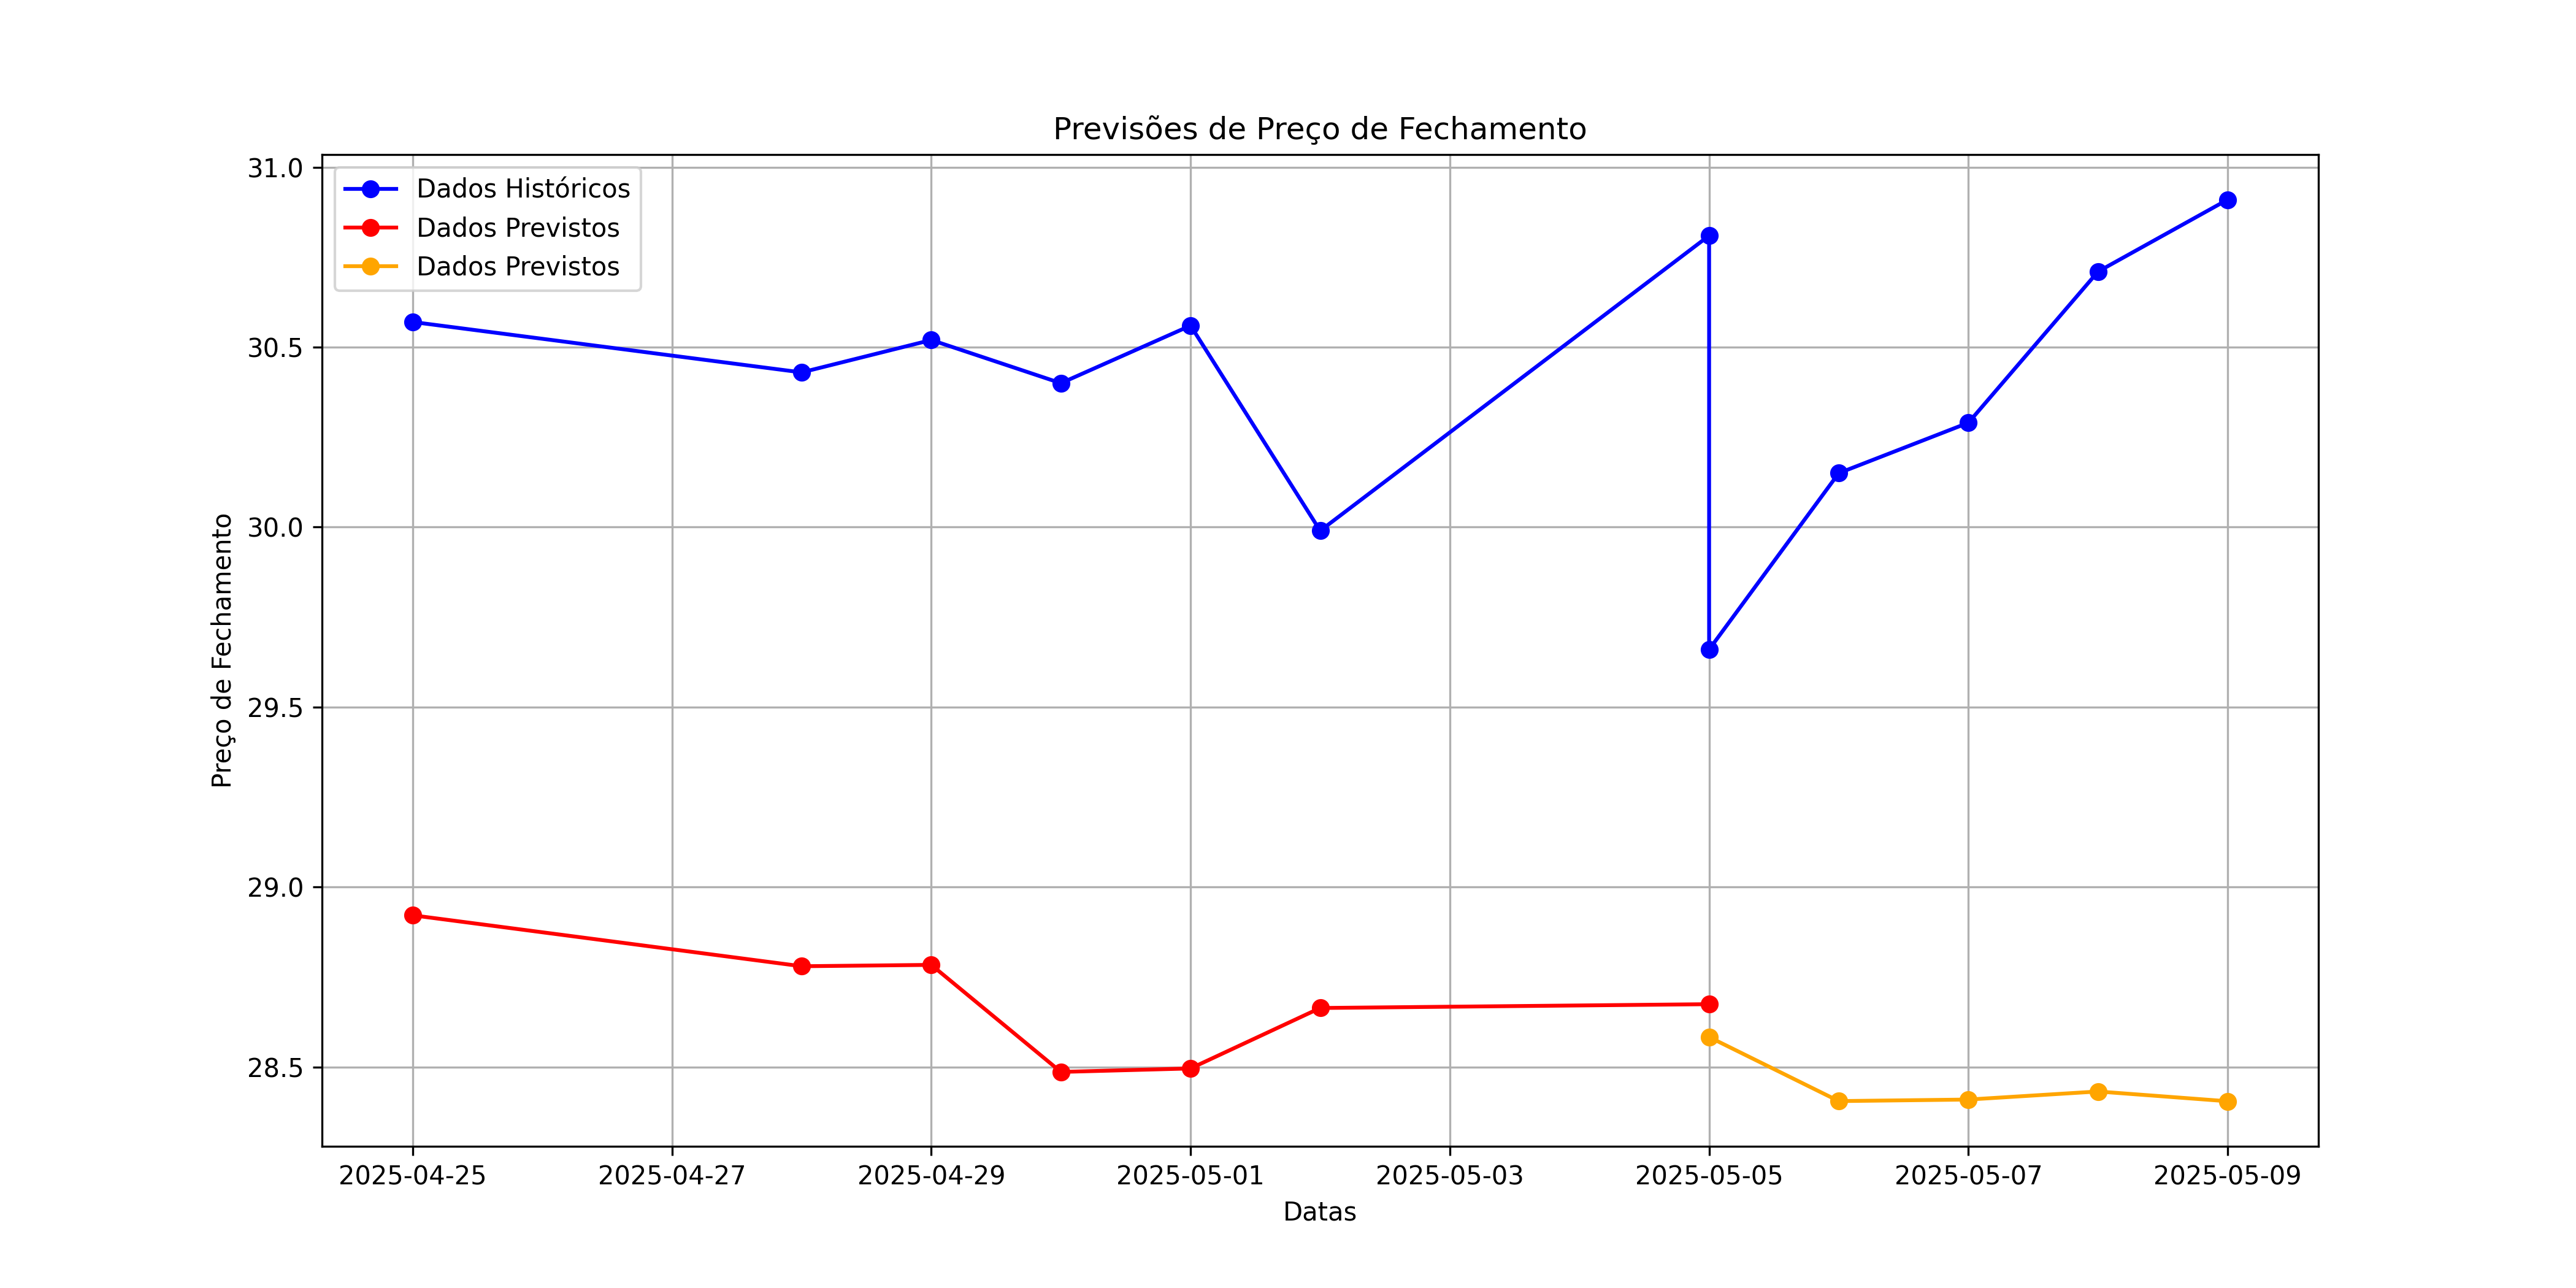 Previsões de Preço de Fechamento
Dados Históricos
Dados Previstos
Dados Previstos
Preço de Fechamento
31.0
30.5
30.0
29.5
29.0
28.5
2025-04-25
2025-04-27
2025-04-29
2025-05-01
2025-05-03
2025-05-05
2025-05-07
2025-05-09
Datas